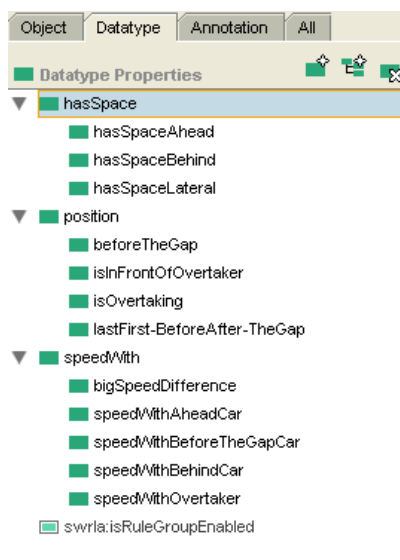 Object Datatype Annotation All
Datatype Properties
hasSpace
hasSpaceAhead
hasSpaceBehind
hasSpaceLateral
position
beforeTheGap
isInFrontOfOvertaker
isOvertaking
lastFirst-BeforeAfter-TheGap
speedWith
bigSpeedDifference
speedWithAheadCar
speedWithBeforeTheGapCar
speedWithBehindCar
speedWithOvertaker
swrla:isRuleGroupEnabled